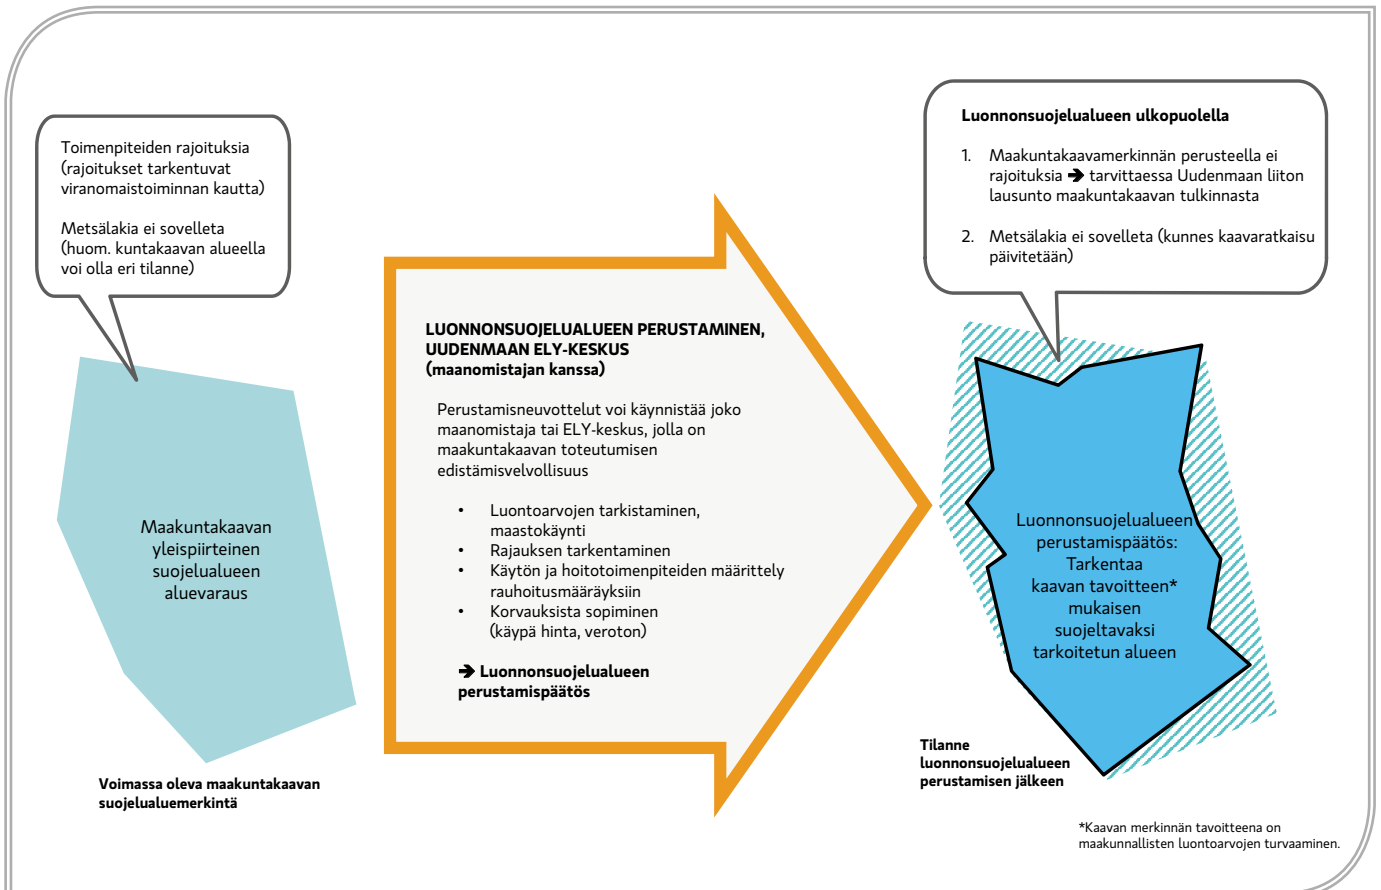 Toimenpiteiden rajoituksia
(rajoitukset tarkentuvat
viranomaistoiminnan kautta)
Metsälakia ei sovelleta
(huom. kuntakaavan alueella
voi olla eri tilanne)
Maakuntakaavan
yleispiirteinen
suojelualueen
aluevaraus
Voimassa oleva maakuntakaavan
suojelualuemerkintä
LUONNONSUOJELUALUEEN PERUSTAMINEN,
UUDENMAAN ELY-KESKUS
(maanomistajan kanssa)
Perustamisneuvottelut voi käynnistää joko
maanomistaja tai ELY-keskus, jolla on
maakuntakaavan toteutumisen
edistämisvelvollisuus
• Luontoarvojen tarkistaminen,
maastokäynti
• Rajauksen tarkentaminen
• Käytön ja hoitotoimenpiteiden määrittely
rauhoitusmääräyksiin
• Korvauksista sopiminen
(käypä hinta, veroton)
➔ Luonnonsuojelualueen
perustamispäätös
Luonnonsuojelualueen ulkopuolella
1. Maakuntakaavamerkinnän perusteella ei
rajoituksia ➔ tarvittaessa Uudenmaan liiton
lausunto maakuntakaavan tulkinnasta
2. Metsälakia ei sovelleta (kunnes kaavaratkaisu
päivitetään)
Luonnonsuojelualueen
perustamispäätös:
Tarkentaa
kaavan tavoitteen*
mukaisen
suojeltavaksi
tarkoitetun alueen
Tilanne
luonnonsuojelualueen
perustamisen jälkeen
*Kaavan merkinnän tavoitteena on
maakunnallisten luontoarvojen turvaaminen.